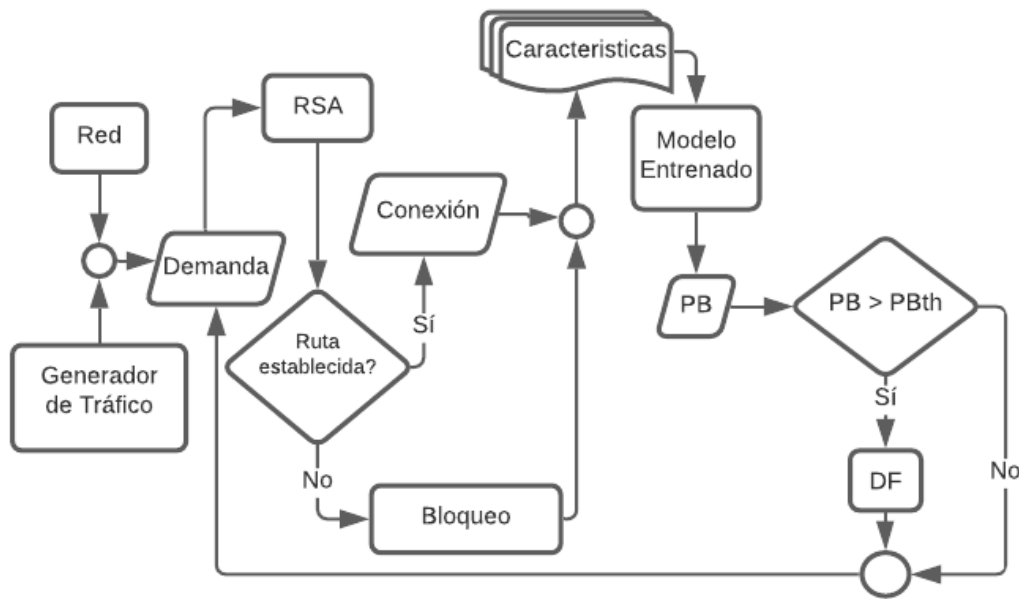 Caracteristicas
RSA
Red
Modelo
Entrenado
Conexión
Demanda
PB
PB > PBth
Sí
Ruta
establecida?
Generador
de Tráfico
Sí
No
Bloqueo
DF
No